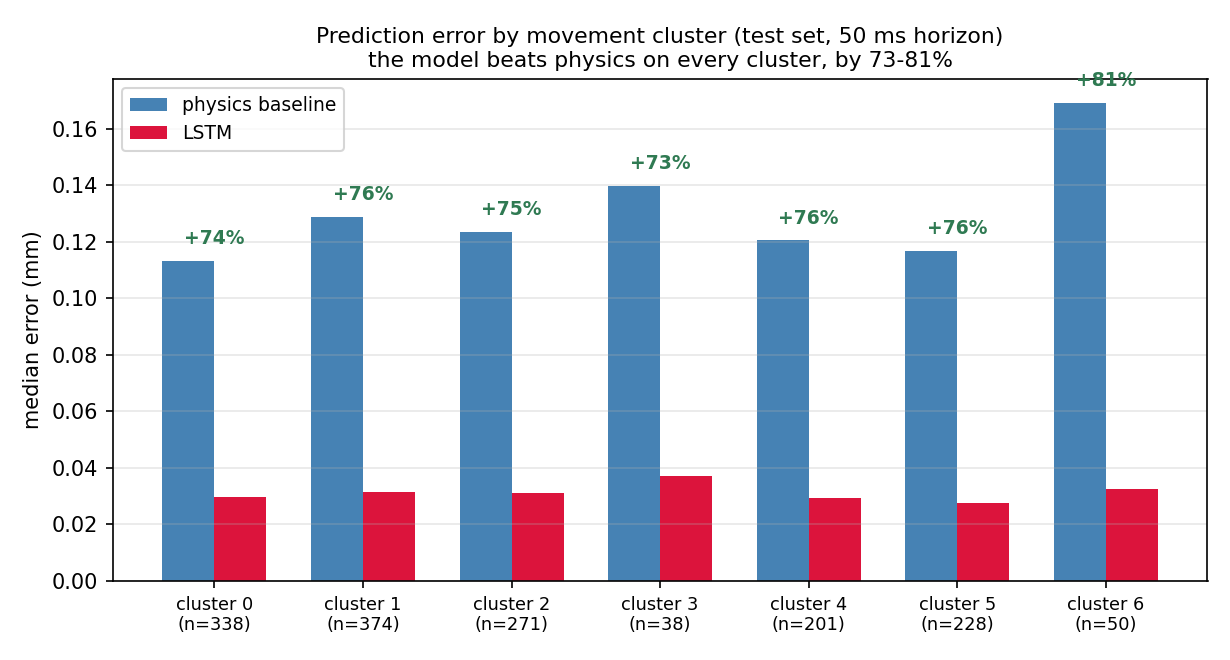 Prediction error by movement cluster (test set, 50 ms horizon)
the model beats physics on every cluster, by 73-81%
physics baseline
LSTM
median error (mm)
0.16
0.14
0.12
0.10
0.08
0.06
0.04
0.02
0.00
+74%
+76%
+75%
+73%
+76%
+76%
+81%
cluster 0
(n=338)
cluster 1
(n=374)
cluster 2
(n=271)
cluster 3
(n=38)
cluster 4
(n=201)
cluster 5
(n=228)
cluster 6
(n=50)